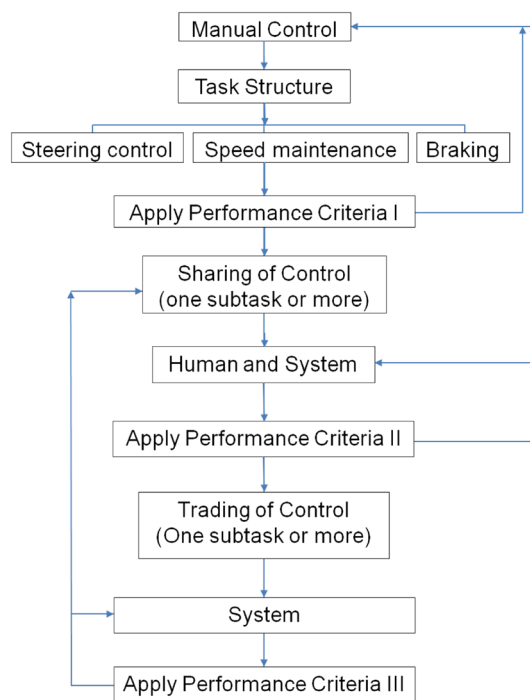 Manual Control
Task Structure
Steering control
Speed maintenance
Braking
Apply Performance Criteria I
Sharing of Control
(one subtask or more)
Human and System
Apply Performance Criteria II
Trading of Control
(One subtask or more)
System
Apply Performance Criteria III